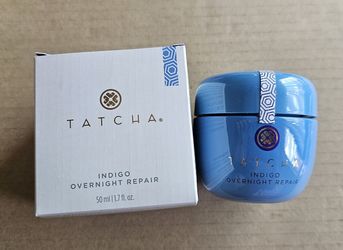 TATCHA®
INDIGO
OVERNIGHT REPAIR
50 ml | 1.7 fl. oz.
TATCHA
INDIGO
OVERNIGHT REPAIR